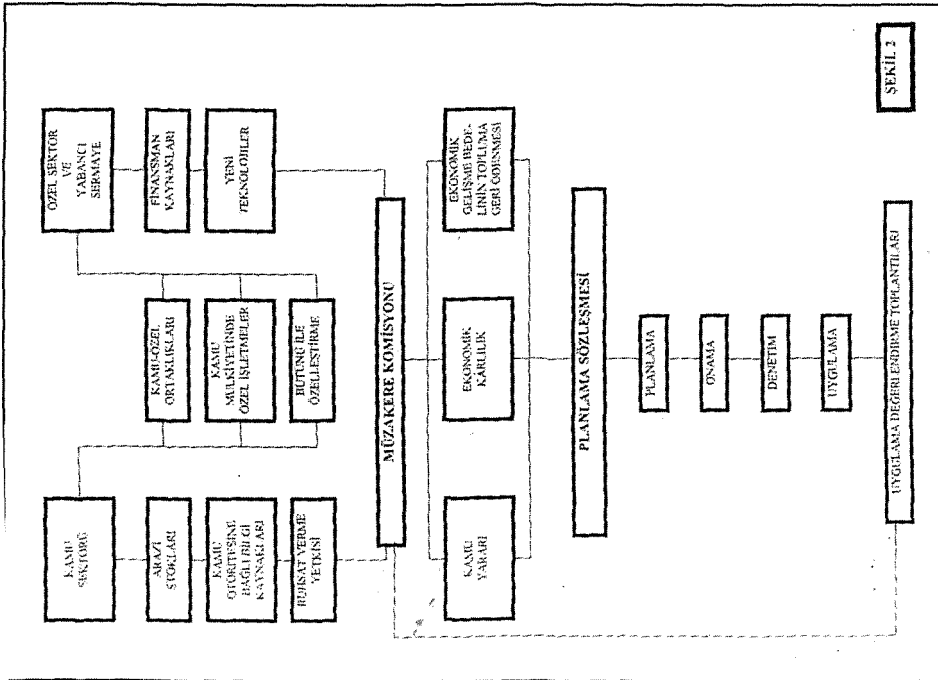 KAMU
SEKTÖRÜ
ARAZİ
STOKLARI
KAMU
OTORİTESİNE
BAĞLI BİLGİ
KAYNAKLARI
RUHSAT VERME
YETKİSİ
KAMU-ÖZEL
ORTAKLIKLARI
KAMU
MÜLKİYETİNDE
ÖZEL İŞLETMELER
BÜTÜNÜ İLE
ÖZELLEŞTİRME
ÖZEL SEKTÖR
VE
YABANCI
SERMAYE
FİNANSMAN
KAYNAKLARI
YENİ
TEKNOLOJİLER
MÜZAKERE KOMİSYONU
KAMU
YARARI
EKONOMİK
KARLILIK
EKONOMİK
GELİŞME BEDE-
LİNİN TOPLUMA
GERİ ÖDENMESİ
PLANLAMA SÖZLEŞMESİ
PLANLAMA
ONAMA
DENETİM
UYGULAMA
UYGULAMA DEĞERLENDİRME TOPLANTILARI
ŞEKİL 2